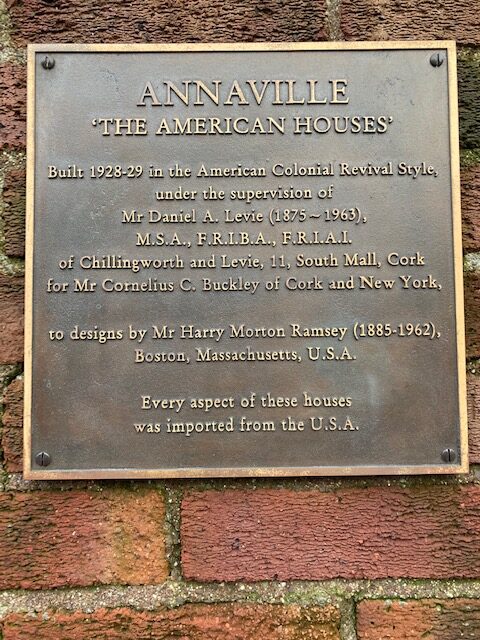 ANNAVILLE
'THE AMERICAN HOUSES'
Built 1928-29 in the American Colonial Revival Style,
under the supervision of
Mr Daniel A. Levie (1875~1963),
M.S.A., F.R.I.B.A., F.R.I.A.I.
of Chillingworth and Levie, 11, South Mall, Cork
for Mr Cornelius C. Buckley of Cork and New York,
to designs by Mr Harry Morton Ramsey (1885-1962),
Boston, Massachusetts, U.S.A.
Every aspect of these houses
was imported from the U.S.A.